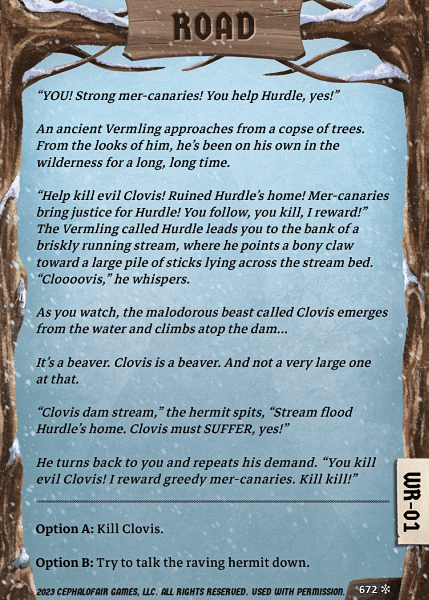 ROAD
“YOU! Strong mer-canaries! You help Hurdle, yes!”
An ancient Vermling approaches from a copse of trees.
From the looks of him, he’s been on his own in the
wilderness for a long, long time.
“Help kill evil Clovis! Ruined Hurdle’s home! Mer-canaries
bring justice for Hurdle! You follow, you kill, I reward!”
The Vermling called Hurdle leads you to the bank of a
briskly running stream, where he points a bony claw
toward a large pile of sticks lying across the stream bed.
“Cloooovis,” he whispers.
As you watch, the malodorous beast called Clovis emerges
from the water and climbs atop the dam...
It’s a beaver. Clovis is a beaver. And not a very large one
at that.
“Clovis dam stream,” the hermit spits, “Stream flood
Hurdle’s home. Clovis must SUFFER, yes!”
He turns back to you and repeats his demand. “You kill
evil Clovis! I reward greedy mer-canaries. Kill kill!”
Option A: Kill Clovis.
Option B: Try to talk the raving hermit down.
WR-01
2023 CEPHALOFAIR GAMES, LLC. ALL RIGHTS RESERVED. USED WITH PERMISSION.
672